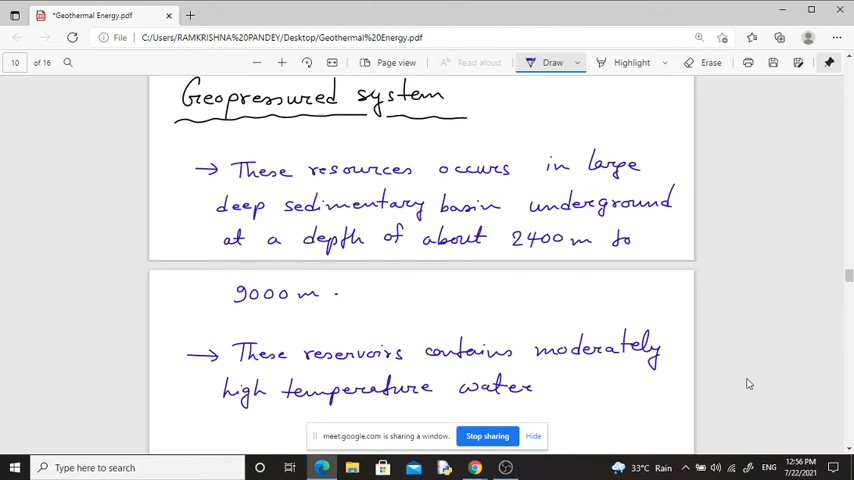 *Geothermal Energy.pdf
File
C:/Users/RAMKRISHNA%20PANDEY/Desktop/Geothermal%20Energy.pdf
10 of 16
Page view
Read aloud
Draw
Highlight
Erase
Geopressured system
→ These resources occurs in large
deep sedimentary basin underground
at a depth of about 2400 m to
9000 m .
→ These reservoirs contains moderately
high temperature water
meet.google.com is sharing a window.
Stop sharing
Hide
Type here to search
33°C Rain
ENG
12:56 PM
7/22/2021